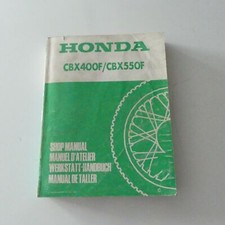 HONDA
CBX400F/CBX550F
SHOP MANUAL
MANUEL D'ATELIER
WERKSTATT-HANDBUCH
MANUAL DE TALLER